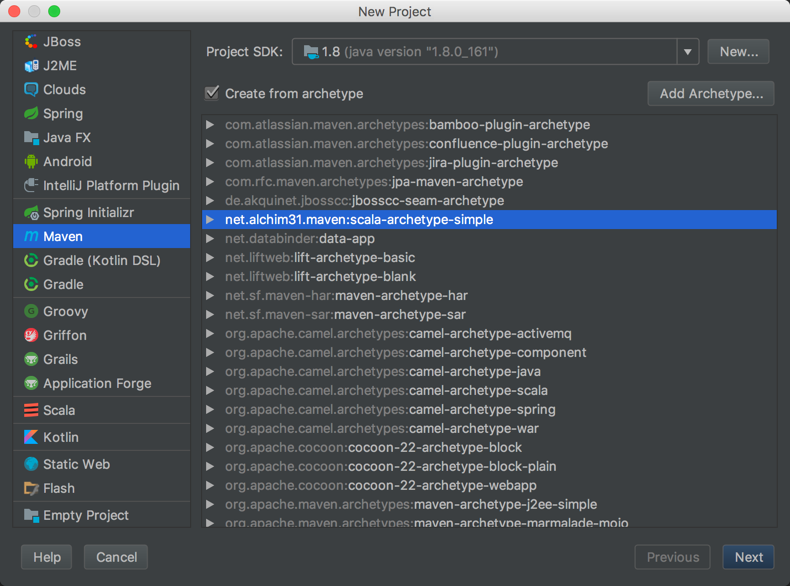 New Project
JBoss
J2ME
Clouds
Spring
Java FX
Android
IntelliJ Platform Plugin
Spring Initializr
Maven
Gradle (Kotlin DSL)
Gradle
Groovy
Griffon
Grails
Application Forge
Scala
Kotlin
Static Web
Flash
Empty Project
Project SDK: 1.8 (java version "1.8.0_161") New...
Create from archetype Add Archetype...
com.atlassian.maven.archetypes:bamboo-plugin-archetype
com.atlassian.maven.archetypes:confluence-plugin-archetype
com.atlassian.maven.archetypes:jira-plugin-archetype
com.rfc.maven.archetypes:jpa-maven-archetype
de.akquinet.jbosscc:jbosscc-seam-archetype
net.alchim31.maven:scala-archetype-simple
net.databinder:data-app
net.liftweb:lift-archetype-basic
net.liftweb:lift-archetype-blank
net.sf.maven-har:maven-archetype-har
net.sf.maven-sar:maven-archetype-sar
org.apache.camel.archetypes:camel-archetype-activemq
org.apache.camel.archetypes:camel-archetype-component
org.apache.camel.archetypes:camel-archetype-java
org.apache.camel.archetypes:camel-archetype-scala
org.apache.camel.archetypes:camel-archetype-spring
org.apache.camel.archetypes:camel-archetype-war
org.apache.cocoon:cocoon-22-archetype-block
org.apache.cocoon:cocoon-22-archetype-block-plain
org.apache.cocoon:cocoon-22-archetype-webapp
org.apache.maven.archetypes:maven-archetype-j2ee-simple
org.apache.maven.archetypes:maven-archetype-marmalade-mojo
Help Cancel Previous Next